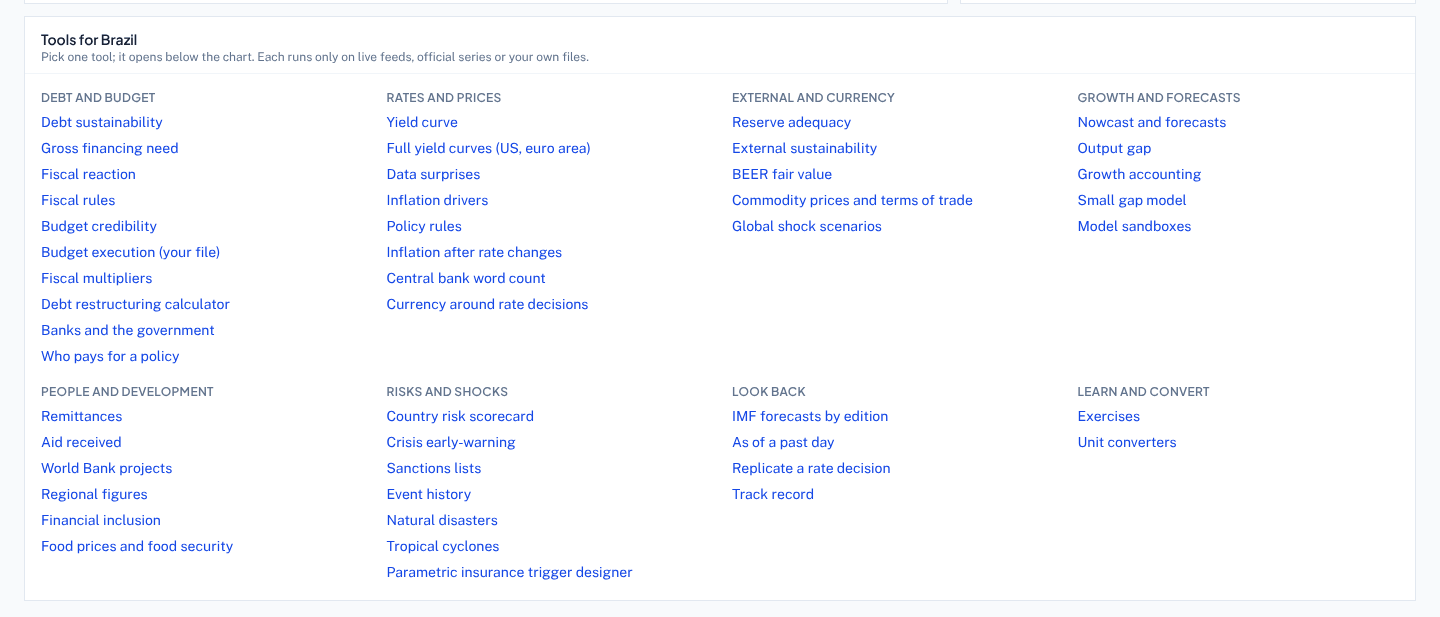 Tools for Brazil
Pick one tool; it opens below the chart. Each runs only on live feeds, official series or your own files.
DEBT AND BUDGET
Debt sustainability
Gross financing need
Fiscal reaction
Fiscal rules
Budget credibility
Budget execution (your file)
Fiscal multipliers
Debt restructuring calculator
Banks and the government
Who pays for a policy
RATES AND PRICES
Yield curve
Full yield curves (US, euro area)
Data surprises
Inflation drivers
Policy rules
Inflation after rate changes
Central bank word count
Currency around rate decisions
EXTERNAL AND CURRENCY
Reserve adequacy
External sustainability
BEER fair value
Commodity prices and terms of trade
Global shock scenarios
GROWTH AND FORECASTS
Nowcast and forecasts
Output gap
Growth accounting
Small gap model
Model sandboxes
PEOPLE AND DEVELOPMENT
Remittances
Aid received
World Bank projects
Regional figures
Financial inclusion
Food prices and food security
RISKS AND SHOCKS
Country risk scorecard
Crisis early-warning
Sanctions lists
Event history
Natural disasters
Tropical cyclones
Parametric insurance trigger designer
LOOK BACK
IMF forecasts by edition
As of a past day
Replicate a rate decision
Track record
LEARN AND CONVERT
Exercises
Unit converters